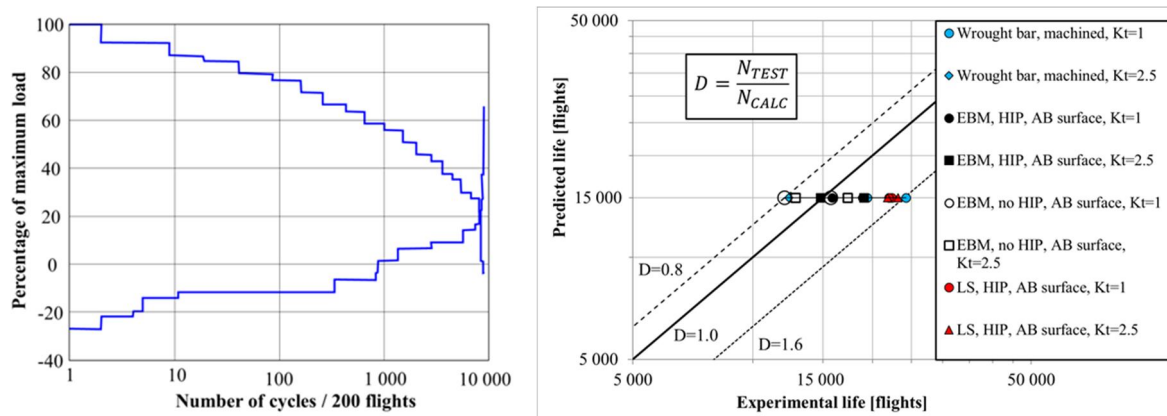 100
80
60
40
20
0
-20
-40
Percentage of maximum load
1
10
100
1 000
10 000
Number of cycles / 200 flights
50 000
15 000
5 000
Predicted life [flights]
D = N_TEST / N_CALC
D=0.8
D=1.0
D=1.6
5 000
15 000
50 000
Experimental life [flights]
Wrought bar, machined, Kt=1
Wrought bar, machined, Kt=2.5
EBM, HIP, AB surface, Kt=1
EBM, HIP, AB surface, Kt=2.5
EBM, no HIP, AB surface, Kt=1
EBM, no HIP, AB surface,
Kt=2.5
LS, HIP, AB surface, Kt=1
LS, HIP, AB surface, Kt=2.5